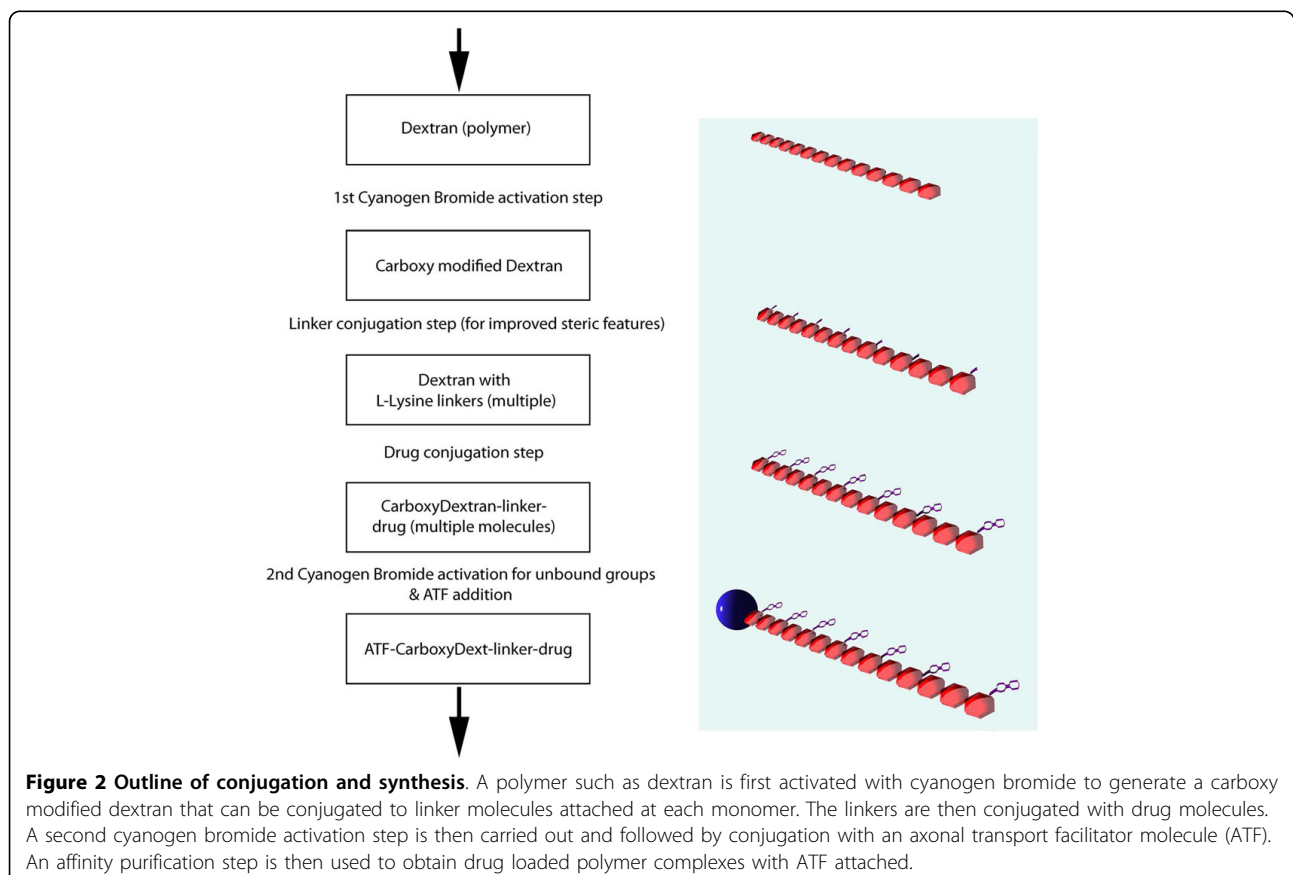 Dextran (polymer)
1st Cyanogen Bromide activation step
Carboxy modified Dextran
Linker conjugation step (for improved steric features)
Dextran with
L-Lysine linkers (multiple)
Drug conjugation step
CarboxyDextran-linker-
drug (multiple molecules)
2nd Cyanogen Bromide activation for unbound groups
& ATF addition
ATF-CarboxyDext-linker-drug
Figure 2 Outline of conjugation and synthesis. A polymer such as dextran is first activated with cyanogen bromide to generate a carboxy
modified dextran that can be conjugated to linker molecules attached at each monomer. The linkers are then conjugated with drug molecules.
A second cyanogen bromide activation step is then carried out and followed by conjugation with an axonal transport facilitator molecule (ATF).
An affinity purification step is then used to obtain drug loaded polymer complexes with ATF attached.